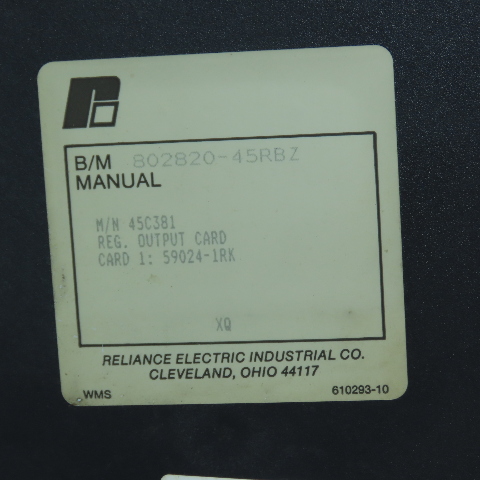 B/M 802820-45RBZ
MANUAL
M/N 45C381
REG. OUTPUT CARD
CARD 1: 59024-1RK
XQ
RELIANCE ELECTRIC INDUSTRIAL CO.
CLEVELAND, OHIO 44117
WMS 610293-10